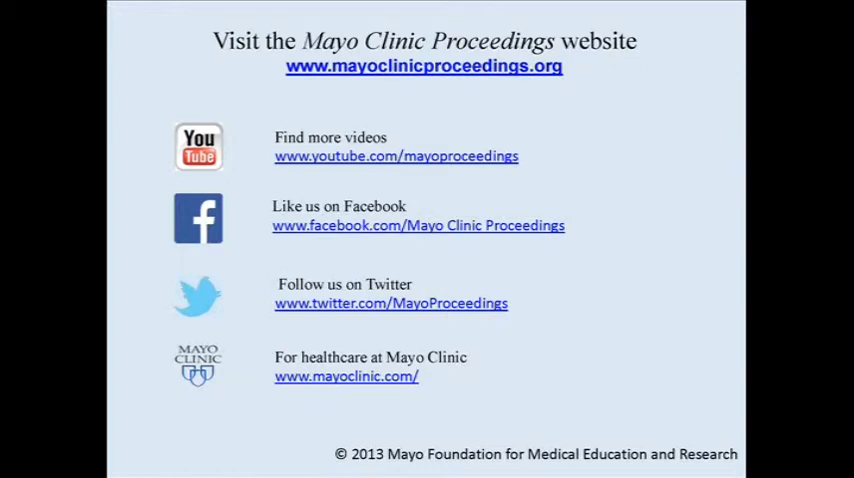 Visit the Mayo Clinic Proceedings website
www.mayoclinicproceedings.org
You
Tube
Find more videos
www.youtube.com/mayoproceedings
f
Like us on Facebook
www.facebook.com/Mayo Clinic Proceedings
Follow us on Twitter
www.twitter.com/MayoProceedings
MAYO
CLINIC
For healthcare at Mayo Clinic
www.mayoclinic.com/
© 2013 Mayo Foundation for Medical Education and Research